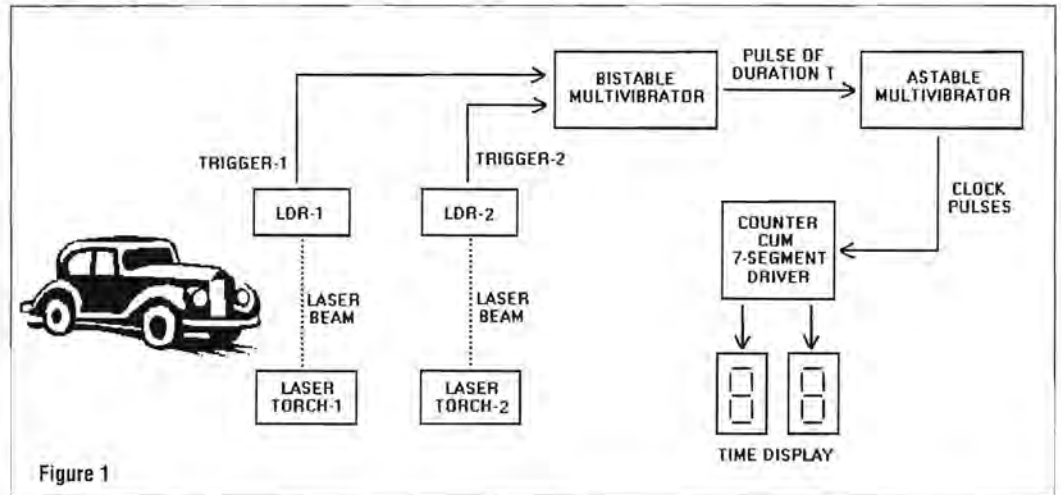 BISTABLE
MULTIVIBRATOR
PULSE OF
DURATION T
ASTABLE
MULTIVIBRATOR
TRIGGER-1
TRIGGER-2
LDR-1
LDR-2
CLOCK
PULSES
COUNTER
CUM
7-SEGMENT
DRIVER
LASER
BEAM
LASER
BEAM
LASER
TORCH-1
LASER
TORCH-2
TIME DISPLAY
Figure 1